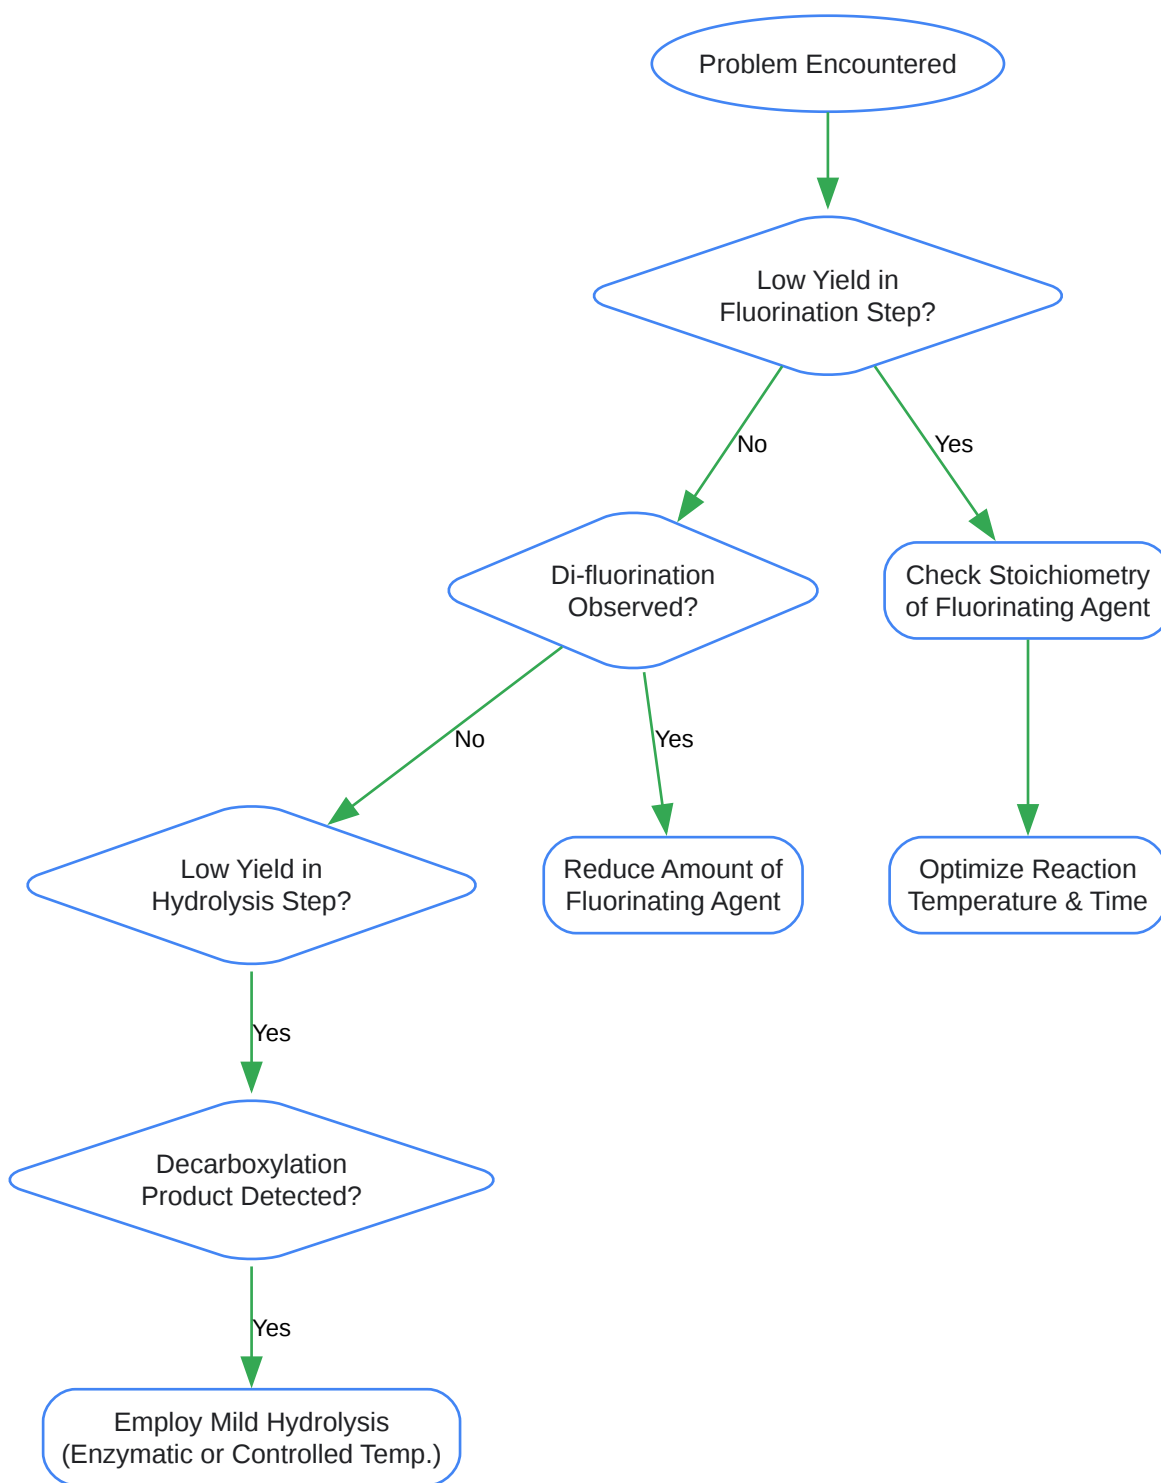 Problem Encountered
Low Yield in
Fluorination Step?
No
Yes
Di-fluorination
Observed?
Check Stoichiometry
of Fluorinating Agent
No
Yes
Low Yield in
Hydrolysis Step?
Reduce Amount of
Fluorinating Agent
Optimize Reaction
Temperature & Time
Yes
Decarboxylation
Product Detected?
Yes
Employ Mild Hydrolysis
(Enzymatic or Controlled Temp.)